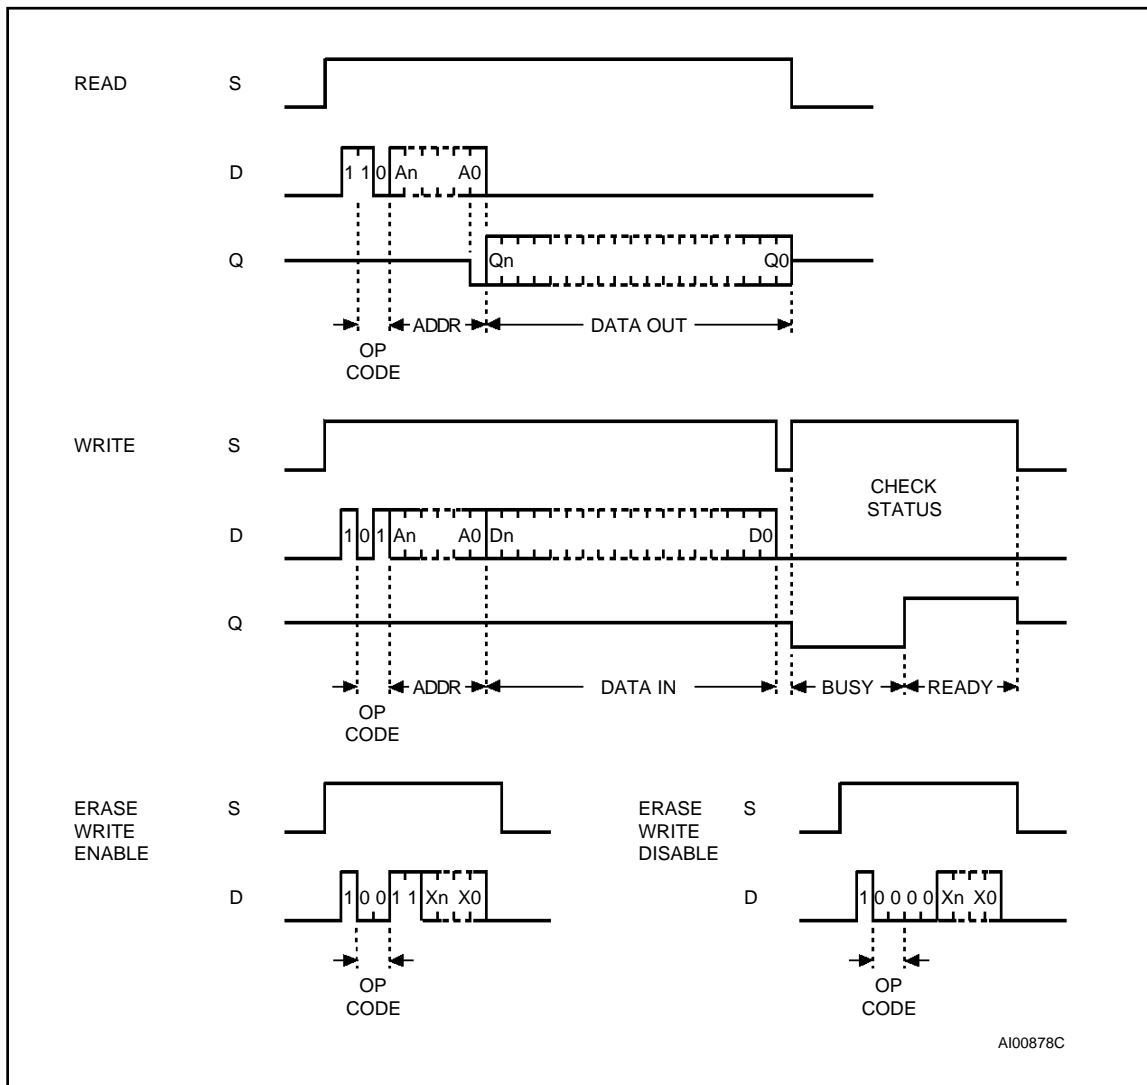 READ S
D 1 1 0 An A0
Q Qn Q0
ADDR DATA OUT
OP
CODE
WRITE S
CHECK
STATUS
D 1 0 1 An A0 Dn D0
Q
ADDR DATA IN BUSY READY
OP
CODE
ERASE
WRITE
ENABLE
S
D 1 0 0 1 1 Xn X0
OP
CODE
ERASE
WRITE
DISABLE
S
D 1 0 0 0 0 Xn X0
OP
CODE
AI00878C